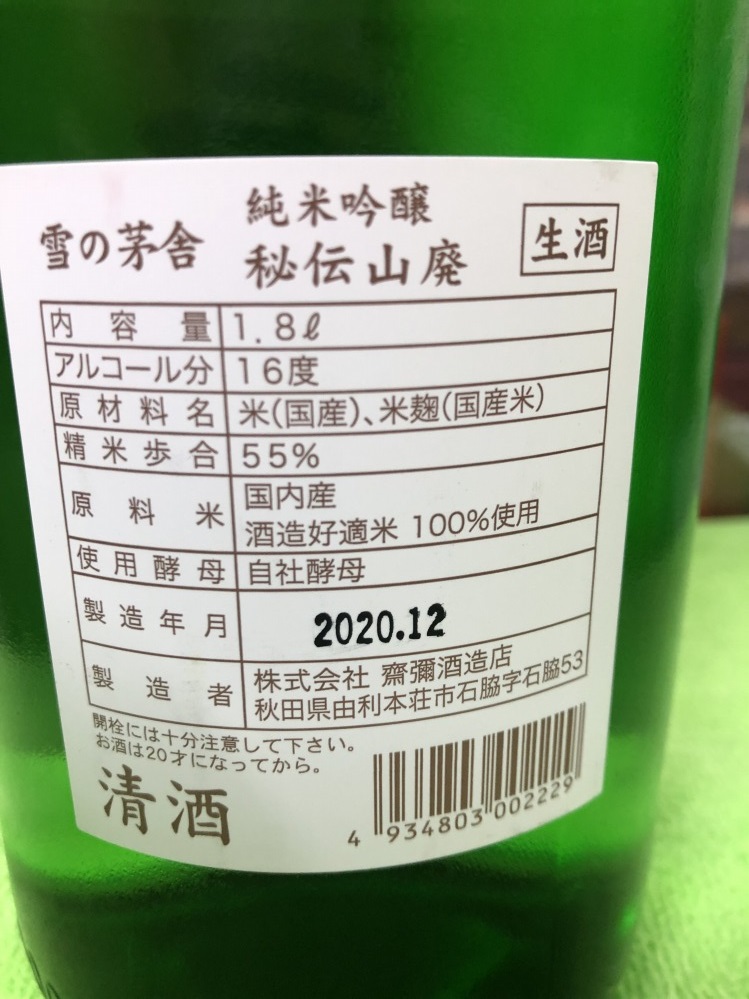 雪の茅舎
純米吟醸
秘伝山廃
生酒
内容量 1.8ℓ
アルコール分 16度
原材料名 米(国産)、米麹(国産米)
精米歩合 55%
原料米 国内産
酒造好適米 100%使用
使用酵母 自社酵母
製造年月 2020.12
製造者 株式会社 齋彌酒造店
秋田県由利本荘市石脇字石脇53
開栓には十分注意して下さい。
お酒は20才になってから。
清酒
4 934803 002229